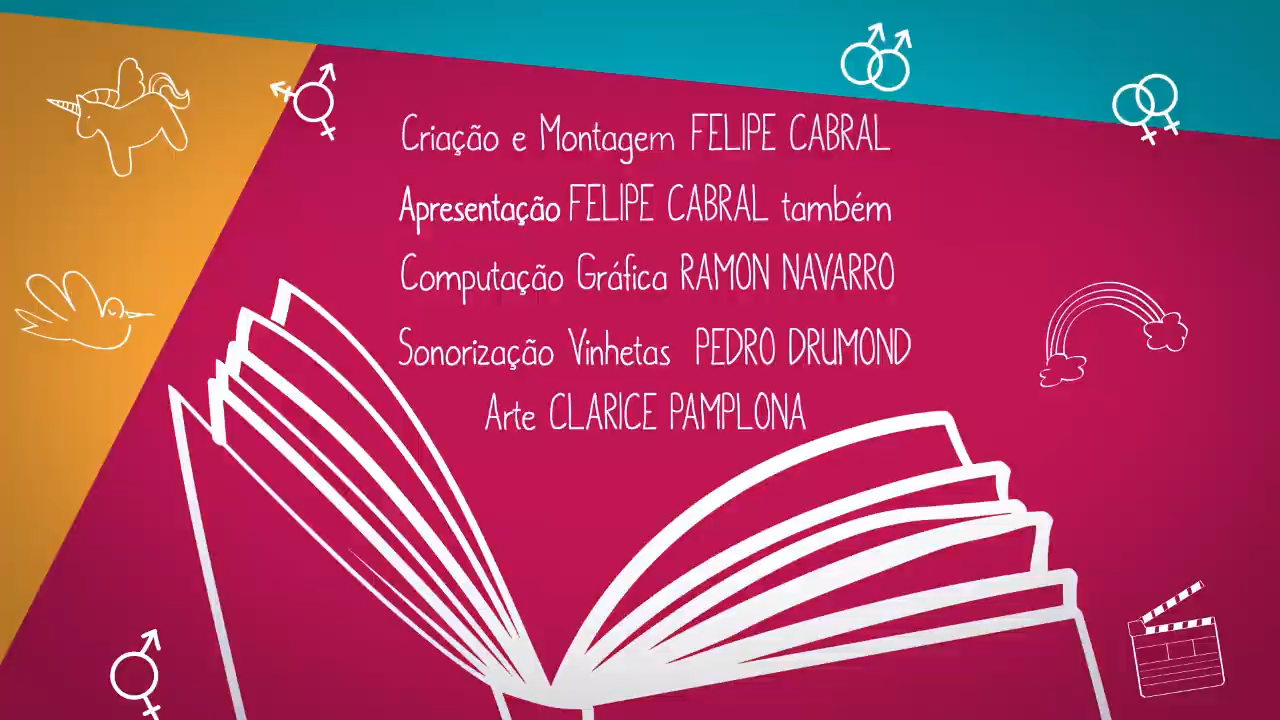 Criação e Montagem FELIPE CABRAL
Apresentação FELIPE CABRAL também
Computação Gráfica RAMON NAVARRO
Sonorização Vinhetas PEDRO DRUMOND
Arte CLARICE PAMPLONA